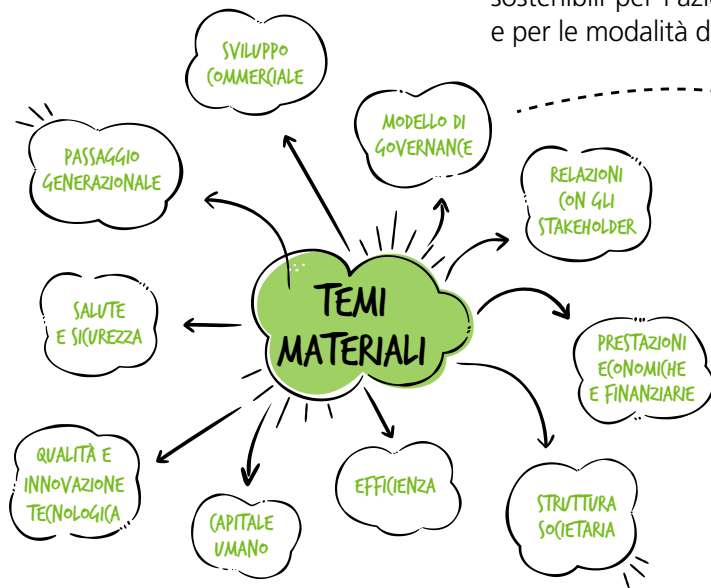 sostenibili per l'azi
e per le modalità d
SVILUPPO
COMMERCIALE
MODELLO DI
GOVERNANCE
PASSAGGIO
GENERAZIONALE
RELAZIONI
CON GLI
STAKEHOLDER
TEMI
MATERIALI
SALUTE
E SICUREZZA
PRESTAZIONI
ECONOMICHE
E FINANZIARIE
QUALITÀ E
INNOVAZIONE
TECNOLOGICA
CAPITALE
UMANO
EFFICIENZA
STRUTTURA
SOCIETARIA